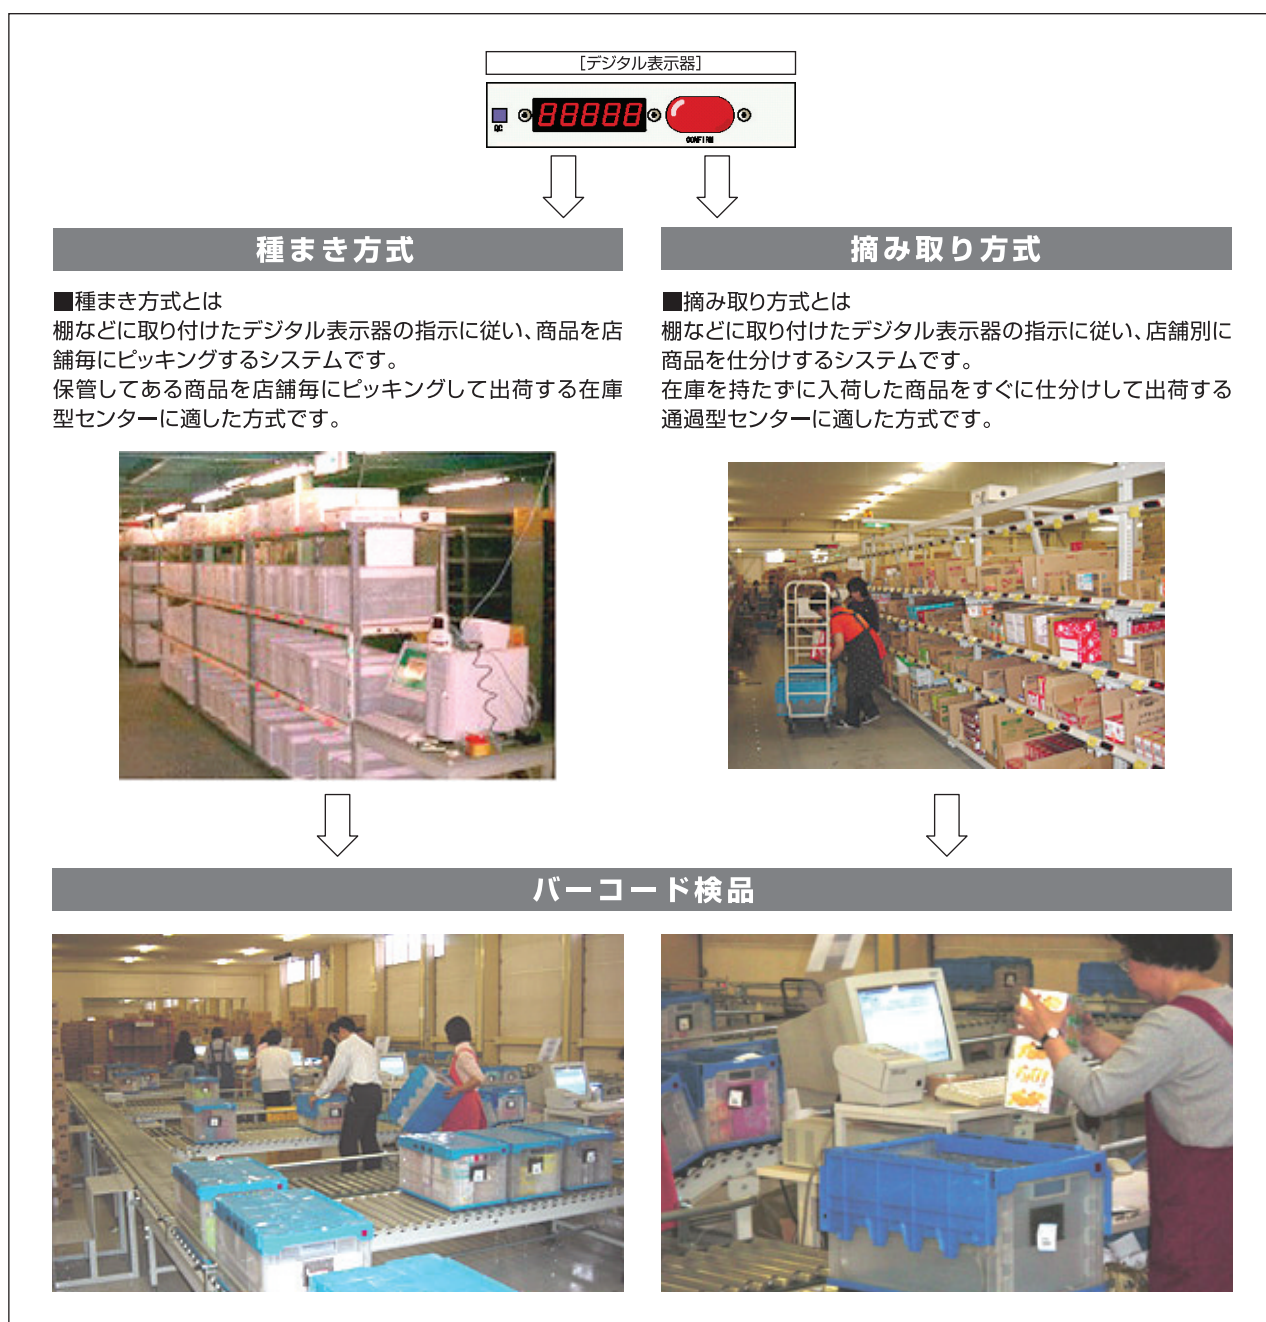 [デジタル表示器]
88888
QC
CONFIRM
種まき方式
■種まき方式とは
棚などに取り付けたデジタル表示器の指示に従い、商品を店
舗毎にピッキングするシステムです。
保管してある商品を店舗毎にピッキングして出荷する在庫
型センターに適した方式です。
摘み取り方式
■摘み取り方式とは
棚などに取り付けたデジタル表示器の指示に従い、店舗別に
商品を仕分けするシステムです。
在庫を持たずに入荷した商品をすぐに仕分けして出荷する
通過型センターに適した方式です。
バーコード検品